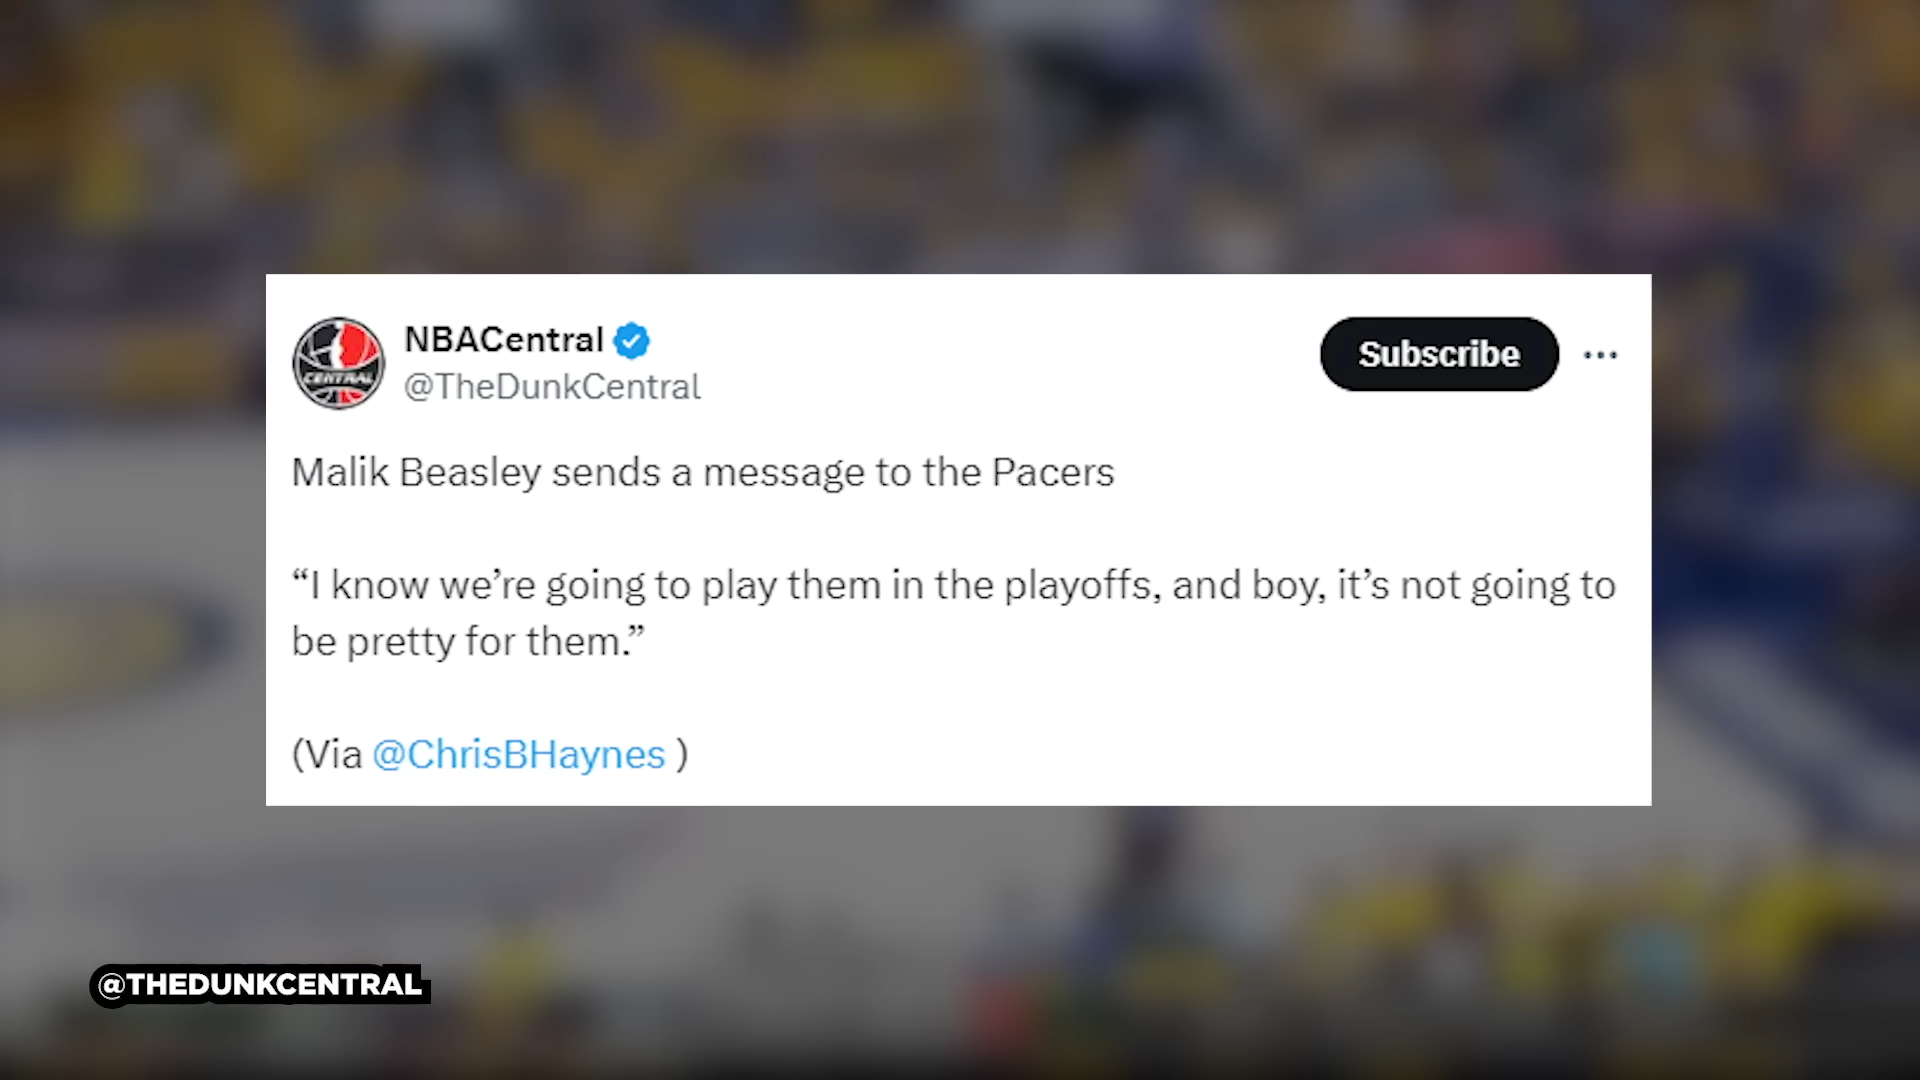 NBACentral
@TheDunkCentral
Subscribe
CENTRAL
Malik Beasley sends a message to the Pacers
“I know we’re going to play them in the playoffs, and boy, it’s not going to
be pretty for them.”
(Via @ChrisBHaynes )
@THEDUNKCENTRAL